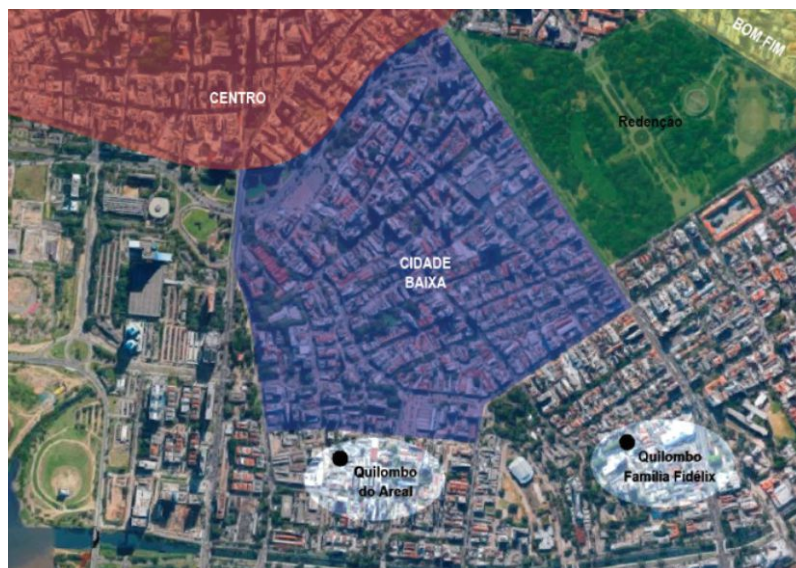 BOM FIM
CENTRO
Redenção
CIDADE
BAIXA
Quilombo
do Areal
Quilombo
Família Fidélix